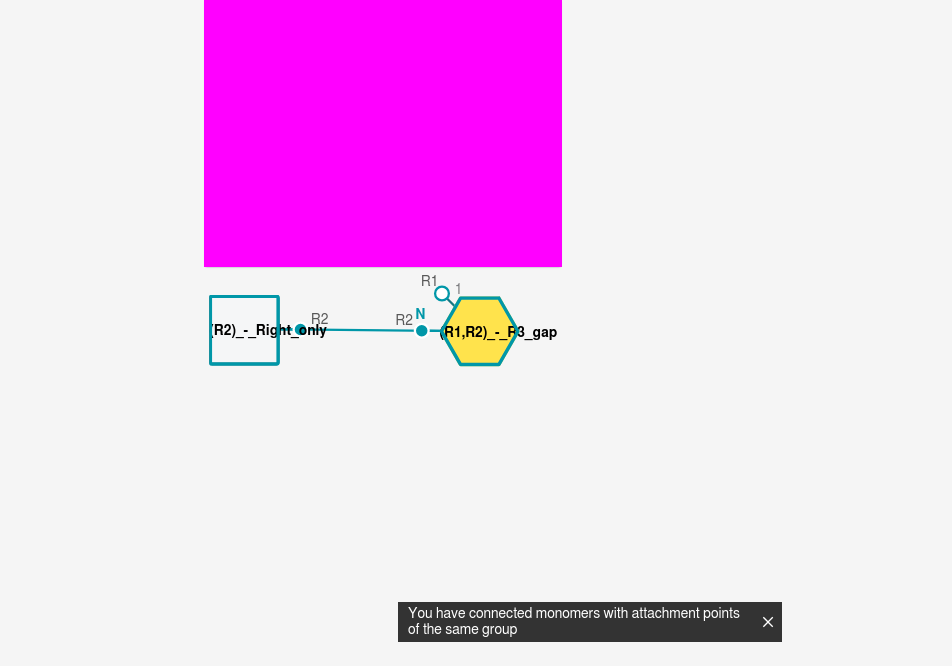 R1
1
N
R2
R2
(R2)_-_Right_only
(R1,R2)_-_R3_gap
You have connected monomers with attachment points
of the same group